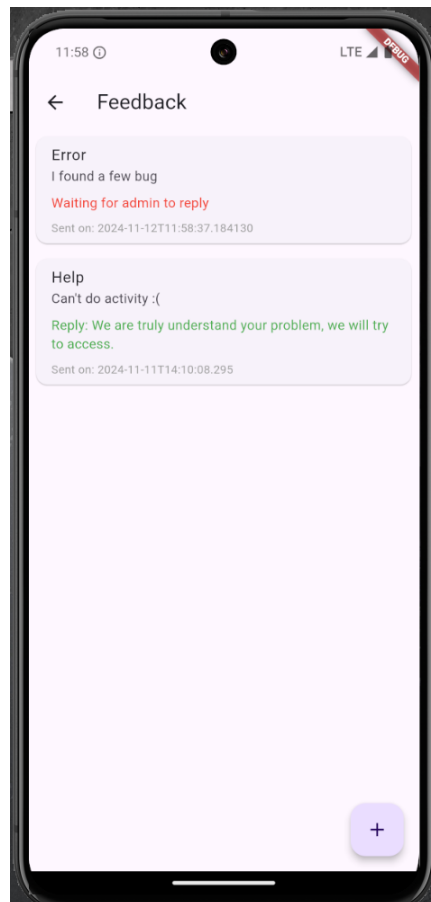 11:58
LTE
DEBUG
Feedback
Error
I found a few bug
Waiting for admin to reply
Sent on: 2024-11-12T11:58:37.184130
Help
Can't do activity :(
Reply: We are truly understand your problem, we will try
to access.
Sent on: 2024-11-11T14:10:08.295
+